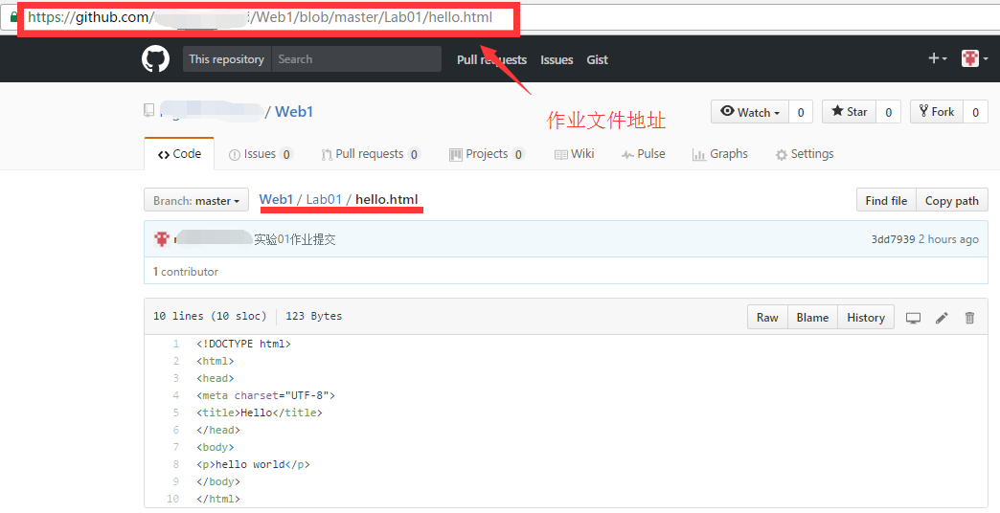 https://github.com/ /Web1/blob/master/Lab01/hello.html
This repository Search Pull requests Issues Gist
作业文件地址
/ Web1
Watch 0 Star 0 Fork 0
Code Issues 0 Pull requests 0 Projects 0 Wiki Pulse Graphs Settings
Branch: master Web1 / Lab01 / hello.html Find file Copy path
实验01作业提交 3dd7939 2 hours ago
1 contributor
10 lines (10 sloc) 123 Bytes Raw Blame History
1 <!DOCTYPE html>
2 <html>
3 <head>
4 <meta charset="UTF-8">
5 <title>Hello</title>
6 </head>
7 <body>
8 <p>hello world</p>
9 </body>
10 </html>